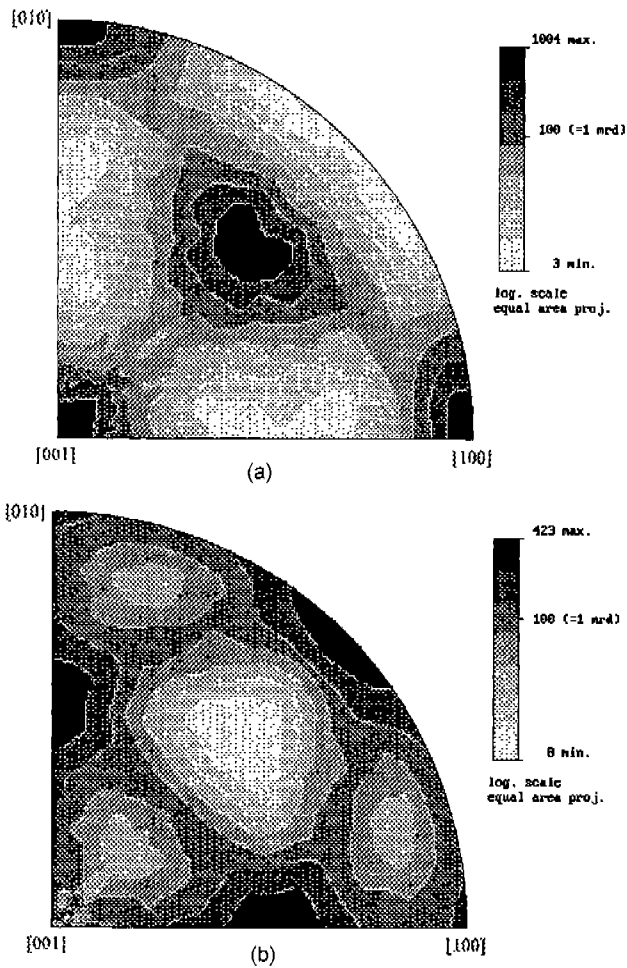 [010]
1004 max.
100 (=1 mrd)
3 min.
log. scale
equal area proj.
[001]
[100]
(a)
[010]
423 max.
100 (=1 mrd)
8 min.
log. scale
equal area proj.
[001]
[100]
(b)